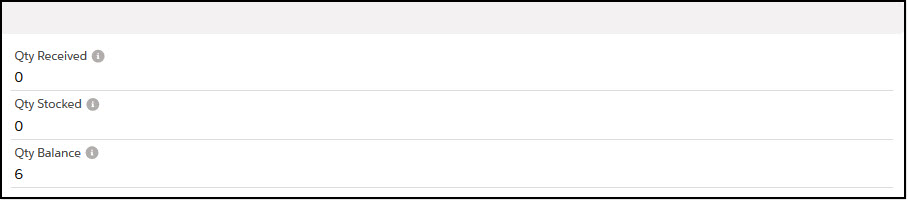 Qty Received
0
Qty Stocked
0
Qty Balance
6